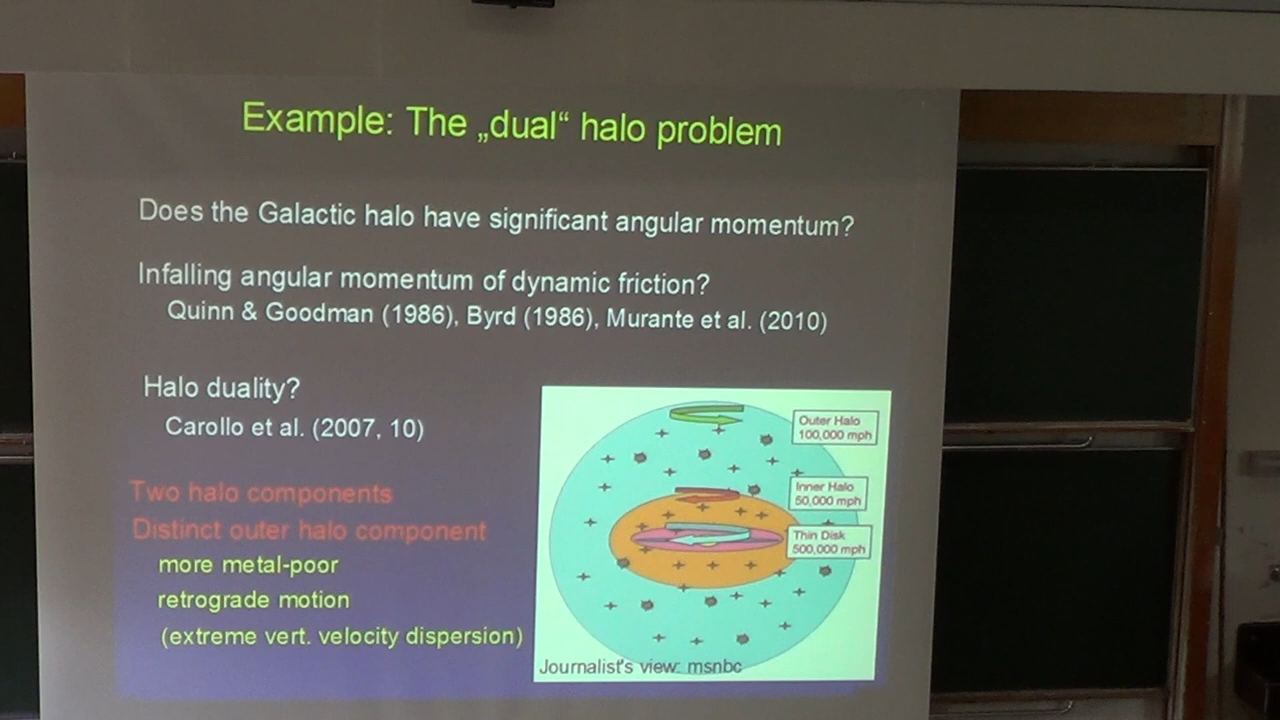 Example: The „dual“ halo problem
Does the Galactic halo have significant angular momentum?
Infalling angular momentum of dynamic friction?
Quinn & Goodman (1986), Byrd (1986), Murante et al. (2010)
Halo duality?
Carollo et al. (2007, 10)
Two halo components
Distinct outer halo component
more metal-poor
retrograde motion
(extreme vert. velocity dispersion)
Outer Halo
100,000 mph
Inner Halo
50,000 mph
Thin Disk
500,000 mph
Journalist's view: msnbc